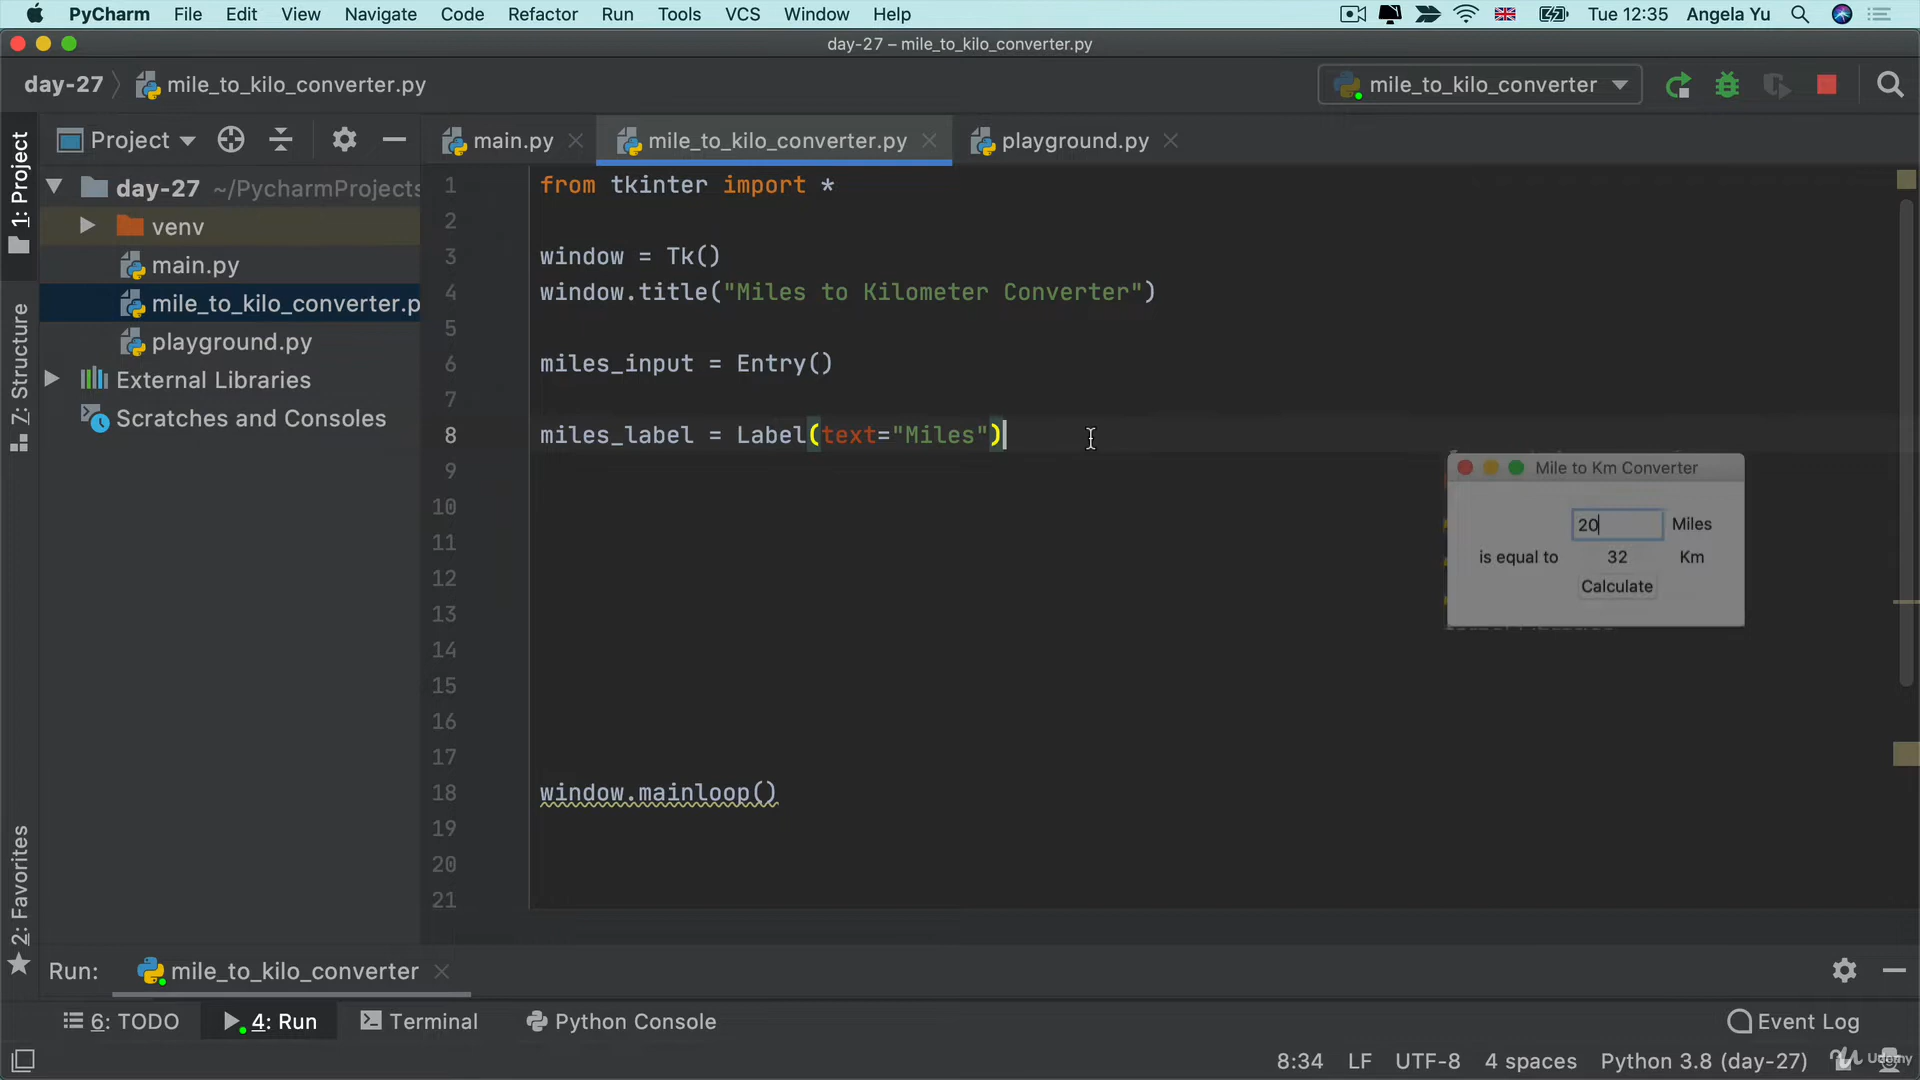 PyCharm File Edit View Navigate Code Refactor Run Tools VCS Window Help Tue 12:35 Angela Yu
day-27 – mile_to_kilo_converter.py
day-27 mile_to_kilo_converter.py mile_to_kilo_converter
1: Project
Project
main.py mile_to_kilo_converter.py playground.py
day-27 ~/PycharmProjects
venv
main.py
mile_to_kilo_converter.p
playground.py
External Libraries
Scratches and Consoles
7: Structure
2: Favorites
1 from tkinter import *
2
3 window = Tk()
4 window.title("Miles to Kilometer Converter")
5
6 miles_input = Entry()
7
8 miles_label = Label(text="Miles")
9
10
11
12
13
14
15
16
17
18 window.mainloop()
19
20
21
Mile to Km Converter
20 Miles
is equal to 32 Km
Calculate
Run: mile_to_kilo_converter
6: TODO 4: Run Terminal Python Console Event Log
8:34 LF UTF-8 4 spaces Python 3.8 (day-27) Udemy